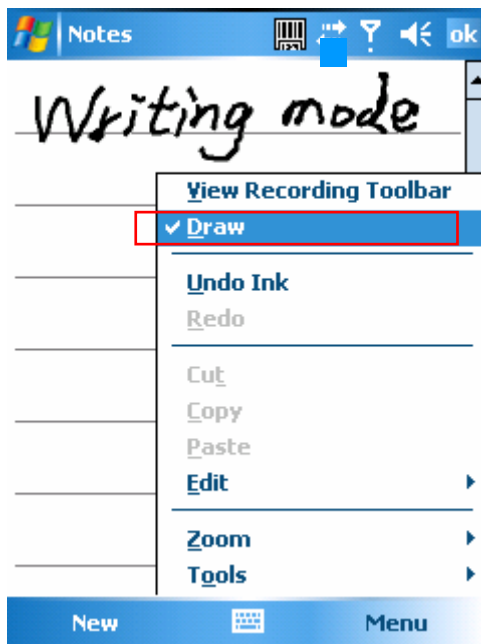 Notes ok
Writing mode
View Recording Toolbar
Draw
Undo Ink
Redo
Cut
Copy
Paste
Edit
Zoom
Tools
New Menu